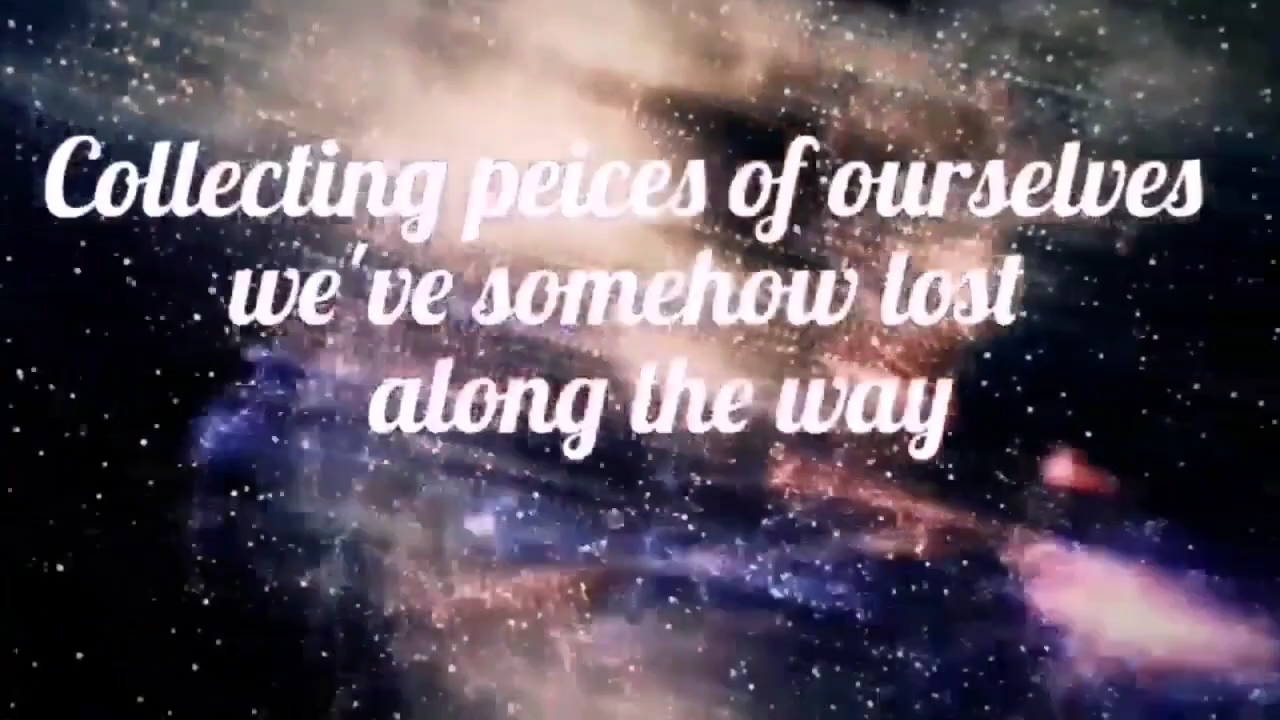 Collecting peices of ourselves
we've somehow lost
along the way